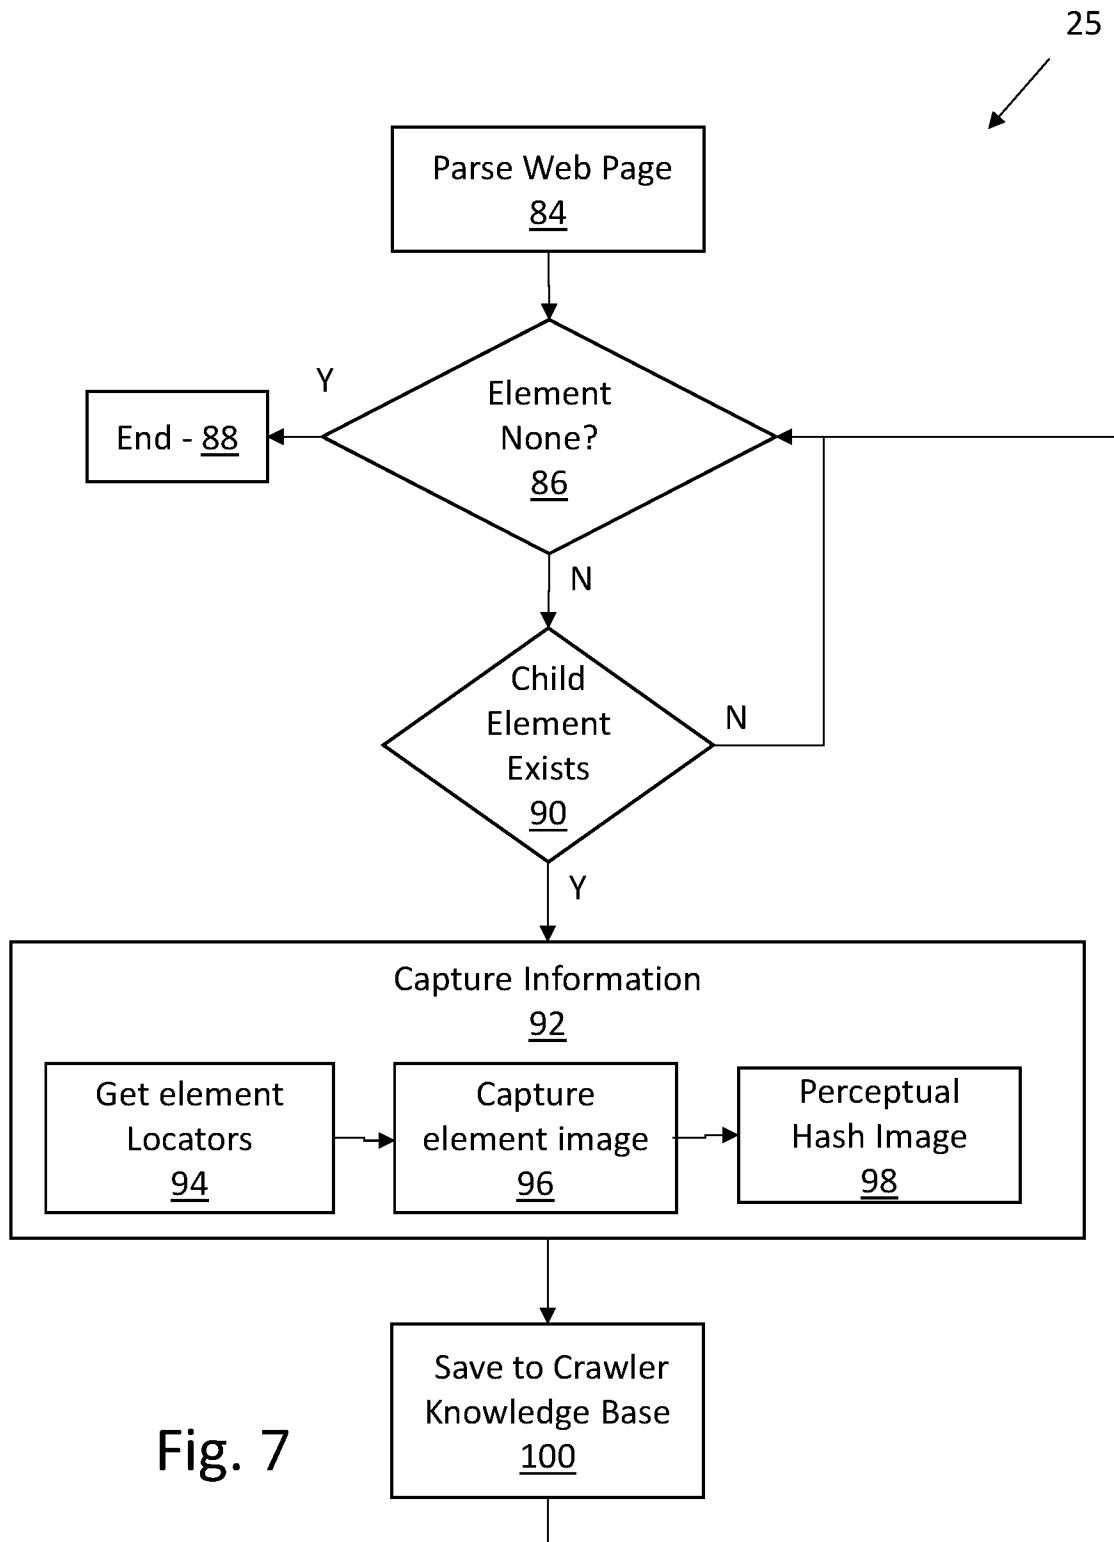 25
Parse Web Page
84
Y
Element
None?
86
End - 88
N
Child
Element
Exists
90
N
Y
Capture Information
92
Get element
Locators
94
Capture
element image
96
Perceptual
Hash Image
98
Save to Crawler
Knowledge Base
100
Fig. 7